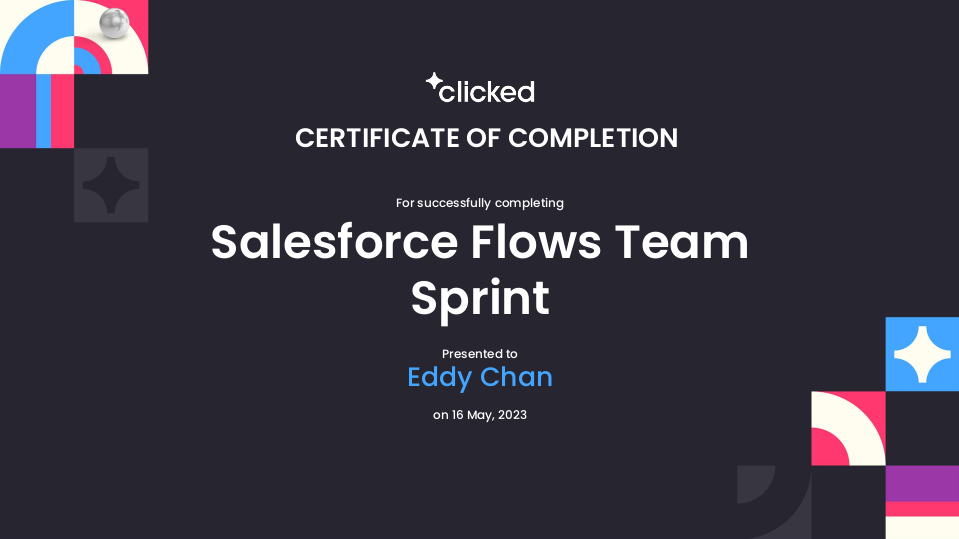 clicked
CERTIFICATE OF COMPLETION
For successfully completing
Salesforce Flows Team
Sprint
Presented to
Eddy Chan
on 16 May, 2023